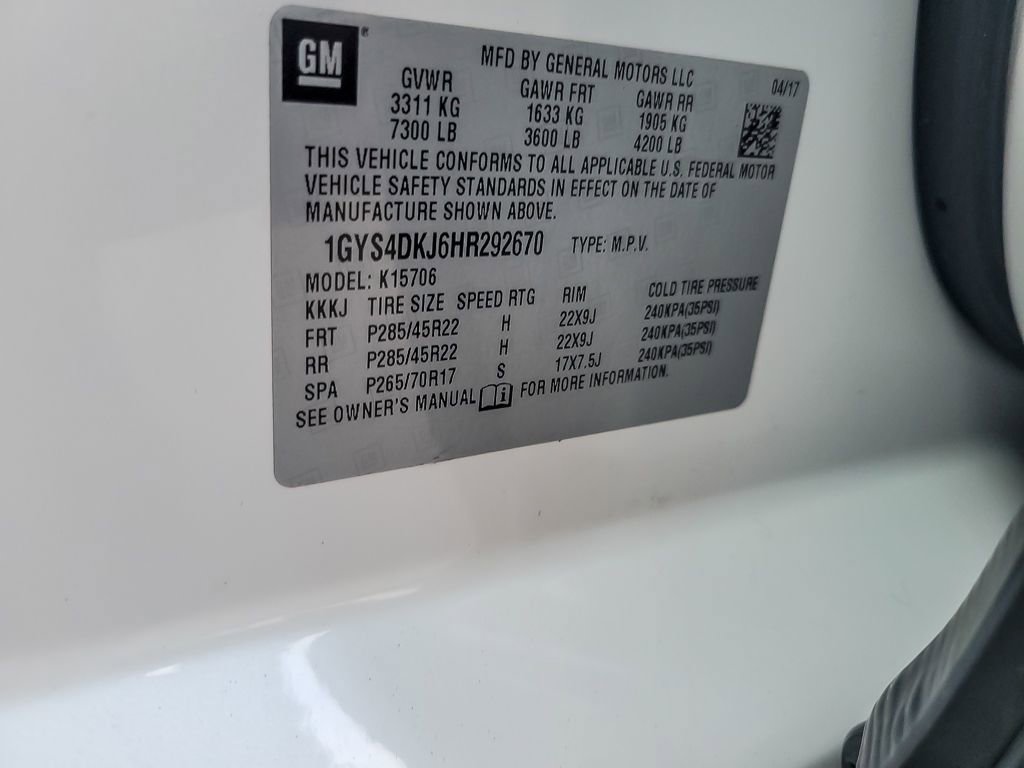 GM®
MFD BY GENERAL MOTORS LLC
04/17
GVWR GAWR FRT GAWR RR
3311 KG 1633 KG 1905 KG
7300 LB 3600 LB 4200 LB
THIS VEHICLE CONFORMS TO ALL APPLICABLE U.S. FEDERAL MOTOR
VEHICLE SAFETY STANDARDS IN EFFECT ON THE DATE OF
MANUFACTURE SHOWN ABOVE.
1GYS4DKJ6HR292670 TYPE: M.P.V.
MODEL: K15706
KKKJ TIRE SIZE SPEED RTG RIM COLD TIRE PRESSURE
FRT P285/45R22 H 22X9J 240KPA(35PSI)
RR P285/45R22 H 22X9J 240KPA(35PSI)
SPA P265/70R17 S 17X7.5J 240KPA(35PSI)
SEE OWNER'S MANUAL FOR MORE INFORMATION.